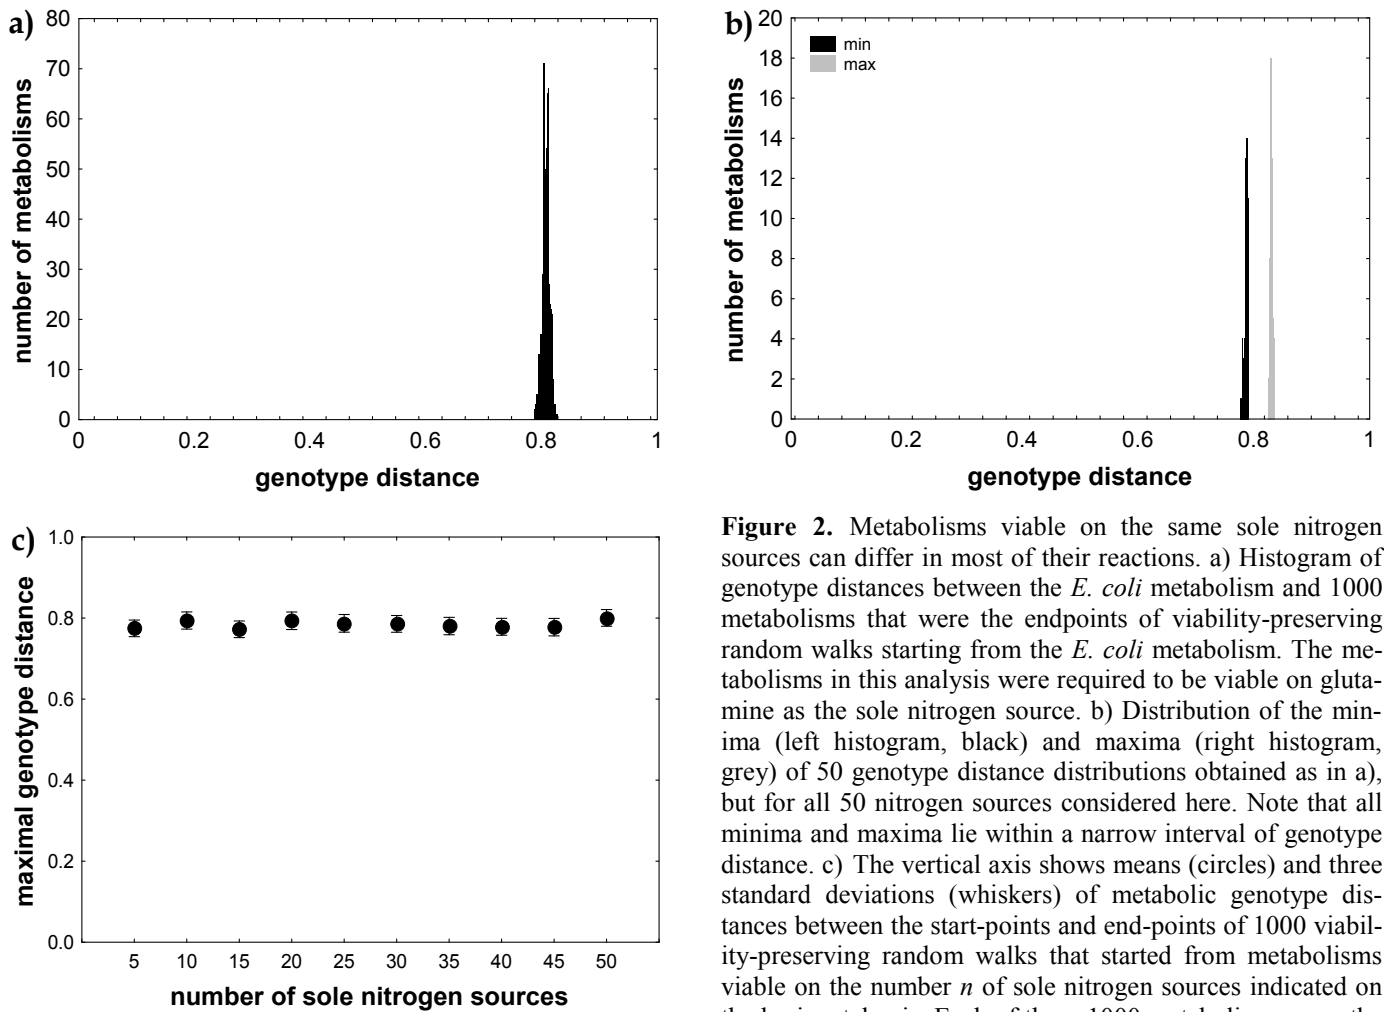 a)
80
70
60
50
40
30
20
10
0
number of metabolisms
0 0.2 0.4 0.6 0.8 1
genotype distance
b)
20
18
16
14
12
10
8
6
4
2
0
min
max
number of metabolisms
0 0.2 0.4 0.6 0.8 1
genotype distance
c)
1.0
0.8
0.6
0.4
0.2
0.0
maximal genotype distance
5 10 15 20 25 30 35 40 45 50
number of sole nitrogen sources
Figure 2. Metabolisms viable on the same sole nitrogen
sources can differ in most of their reactions. a) Histogram of
genotype distances between the E. coli metabolism and 1000
metabolisms that were the endpoints of viability-preserving
random walks starting from the E. coli metabolism. The me-
tabolisms in this analysis were required to be viable on gluta-
mine as the sole nitrogen source. b) Distribution of the min-
ima (left histogram, black) and maxima (right histogram,
grey) of 50 genotype distance distributions obtained as in a),
but for all 50 nitrogen sources considered here. Note that all
minima and maxima lie within a narrow interval of genotype
distance. c) The vertical axis shows means (circles) and three
standard deviations (whiskers) of metabolic genotype dis-
tances between the start-points and end-points of 1000 viabil-
ity-preserving random walks that started from metabolisms
viable on the number n of sole nitrogen sources indicated on